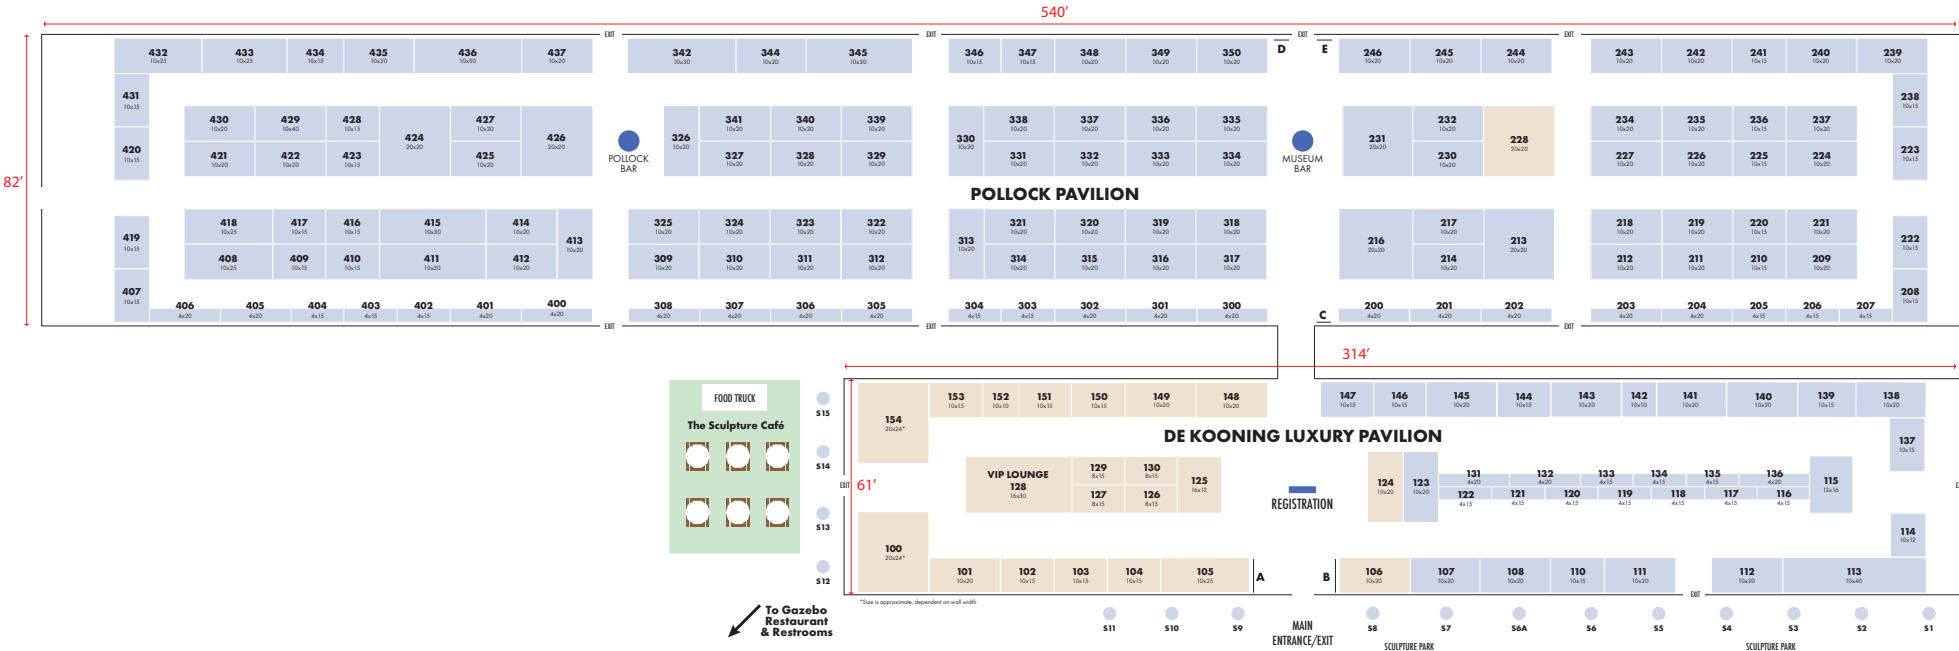 540’
EXIT
EXIT
EXIT
EXIT
432 433 434 435 436 437 342 344 345 346 347 348 349 350 D E 246 245 244 243 242 241 240 239
10x25 10x25 10x15 10x20 10x30 10x20 10x30 10x20 10x30 10x15 10x15 10x20 10x20 10x20 10x20 10x20 10x20 10x20 10x20 10x15 10x20 10x20
431 238
10x15 10x15
430 429 428 427 341 340 339 338 337 336 335 232 234 235 236 237
10x20 10x40 10x15 10x20 10x20 10x20 10x20 10x20 10x20 10x20 10x20 10x20 10x20 10x20 10x15 10x20
424 426 326 330 231 228
20x20 20x20 10x20 10x20 20x20 20x20
420 421 422 423 425 327 328 329 331 332 333 334 230 227 226 225 224 223
10x15 10x20 10x20 10x15 10x20 10x20 10x20 10x20 10x20 10x20 10x20 10x20 10x20 10x20 10x20 10x15 10x20 10x15
POLLOCK
BAR
MUSEUM
BAR
82’
POLLOCK PAVILION
418 417 416 415 414 325 324 323 322 321 320 319 318 217 218 219 220 221
10x25 10x15 10x15 10x30 10x20 10x20 10x20 10x20 10x20 10x20 10x20 10x20 10x20 10x20 10x20 10x20 10x15 10x20
419 413 313 216 213 222
10x15 10x20 10x20 20x20 20x20 10x15
408 409 410 411 412 309 310 311 312 314 315 316 317 214 212 211 210 209
10x25 10x15 10x15 10x30 10x20 10x20 10x20 10x20 10x20 10x20 10x20 10x20 10x20 10x20 10x20 10x20 10x15 10x20
407 208
10x15 10x15
406 405 404 403 402 401 400 308 307 306 305 304 303 302 301 300 200 201 202 203 204 205 206 207
4x20 4x20 4x15 4x15 4x15 4x20 4x20 4x20 4x20 4x20 4x20 4x15 4x15 4x20 4x20 4x20 4x20 4x20 4x20 4x20 4x20 4x15 4x15 4x15
C
EXIT
EXIT
EXIT
314’
FOOD TRUCK
The Sculpture Café
S15
S14
S13
S12
EXIT
61’
153 152 151 150 149 148 147 146 145 144 143 142 141 140 139 138
10x15 10x10 10x15 10x15 10x20 10x20 10x15 10x15 10x20 10x15 10x20 10x10 10x20 10x20 10x15 10x20
154
20x24*
DE KOONING LUXURY PAVILION
137
10x15
VIP LOUNGE
128
16x30
129 130
8x15 8x15
127 126
8x15 8x15
125
16x12
REGISTRATION
124 123
10x20 10x20
131 132 133 134 135 136
4x20 4x20 4x15 4x15 4x15 4x20
122 121 120 119 118 117 116
4x15 4x15 4x15 4x15 4x15 4x15 4x15
115
12x16
114
10x12
100
20x24*
101 102 103 104 105 A B 106 107 108 110 111 112 113
10x20 10x15 10x15 10x15 10x25 10x20 10x20 10x20 10x15 10x20 10x20 10x40
EXIT
*Size is approximate, dependent on wall width
To Gazebo
Restaurant
& Restrooms
S11 S10 S9
MAIN
ENTRANCE/EXIT
S8 S7 S6A S6 S5 S4 S3 S2 S1
SCULPTURE PARK
SCULPTURE PARK